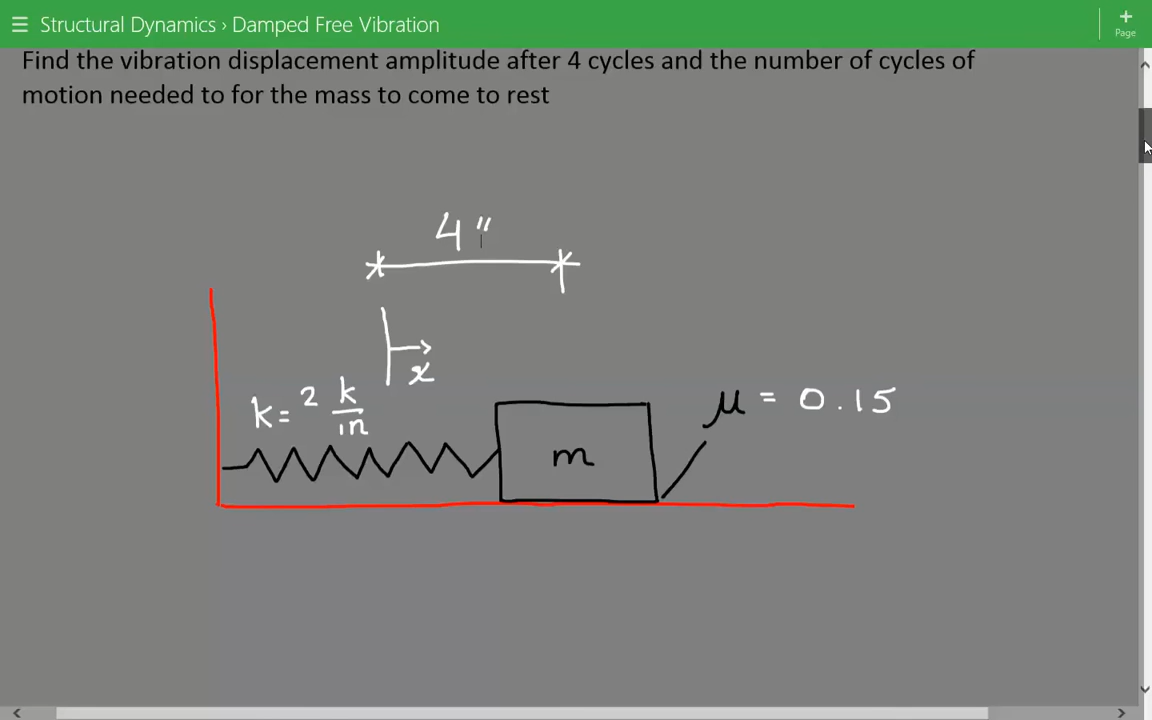 Structural Dynamics › Damped Free Vibration
Page
Find the vibration displacement amplitude after 4 cycles and the number of cycles of
motion needed to for the mass to come to rest
4"
x
k= 2 k/in
μ = 0.15
m